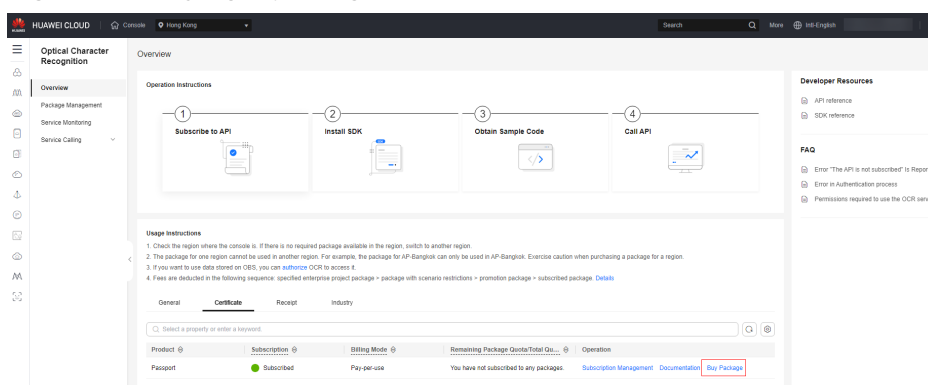 HUAWEI CLOUD
Console
Hong Kong
Search
More
Intl-English
Optical Character
Recognition
Overview
Package Management
Service Monitoring
Service Calling
Overview
Operation Instructions
1
Subscribe to API
2
Install SDK
3
Obtain Sample Code
4
Call API
Usage Instructions
1. Check the region where the console is. If there is no required package available in the region, switch to another region.
2. The package for one region cannot be used in another region. For example, the package for AP-Bangkok can only be used in AP-Bangkok. Exercise caution when purchasing a package for a region.
3. If you want to use data stored on OBS, you can authorize OCR to access it.
4. Fees are deducted in the following sequence: specified enterprise project package > package with scenario restrictions > promotion package > subscribed package. Details
General Certificate Receipt Industry
Select a property or enter a keyword.
Product Subscription Billing Mode Remaining Package Quota/Total Qu... Operation
Passport Subscribed Pay-per-use You have not subscribed to any packages. Subscription Management Documentation Buy Package
Developer Resources
API reference
SDK reference
FAQ
Error "The API is not subscribed" Is Repor
Error in Authentication process
Permissions required to use the OCR serv